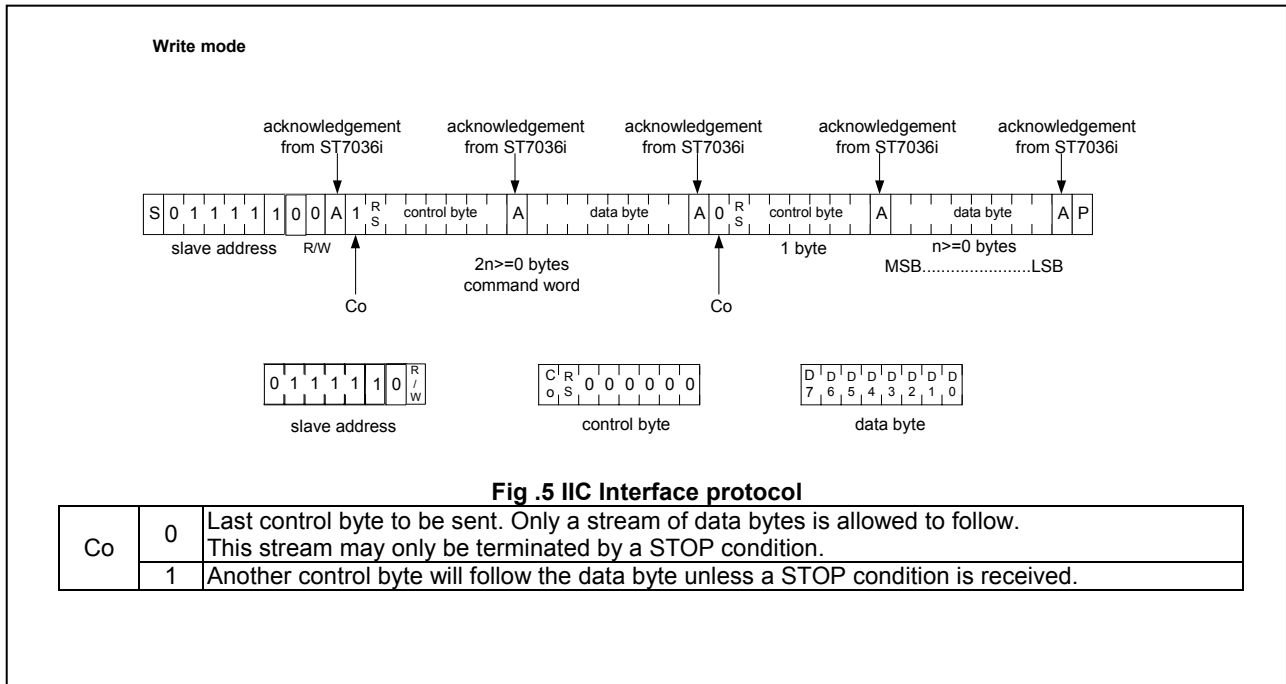 Write mode
acknowledgement acknowledgement acknowledgement acknowledgement acknowledgement
from ST7036i from ST7036i from ST7036i from ST7036i from ST7036i
S 0 1 1 1 1 1 0 0 A 1 RS control byte A data byte A 0 RS control byte A data byte A P
slave address R/W 1 byte n>=0 bytes
2n>=0 bytes MSB.......................LSB
command word
Co Co
0 1 1 1 1 1 0 R/W Co RS 0 0 0 0 0 0 D7 D6 D5 D4 D3 D2 D1 D0
slave address control byte data byte
Fig .5 IIC Interface protocol
Co 0 Last control byte to be sent. Only a stream of data bytes is allowed to follow.
This stream may only be terminated by a STOP condition.
1 Another control byte will follow the data byte unless a STOP condition is received.